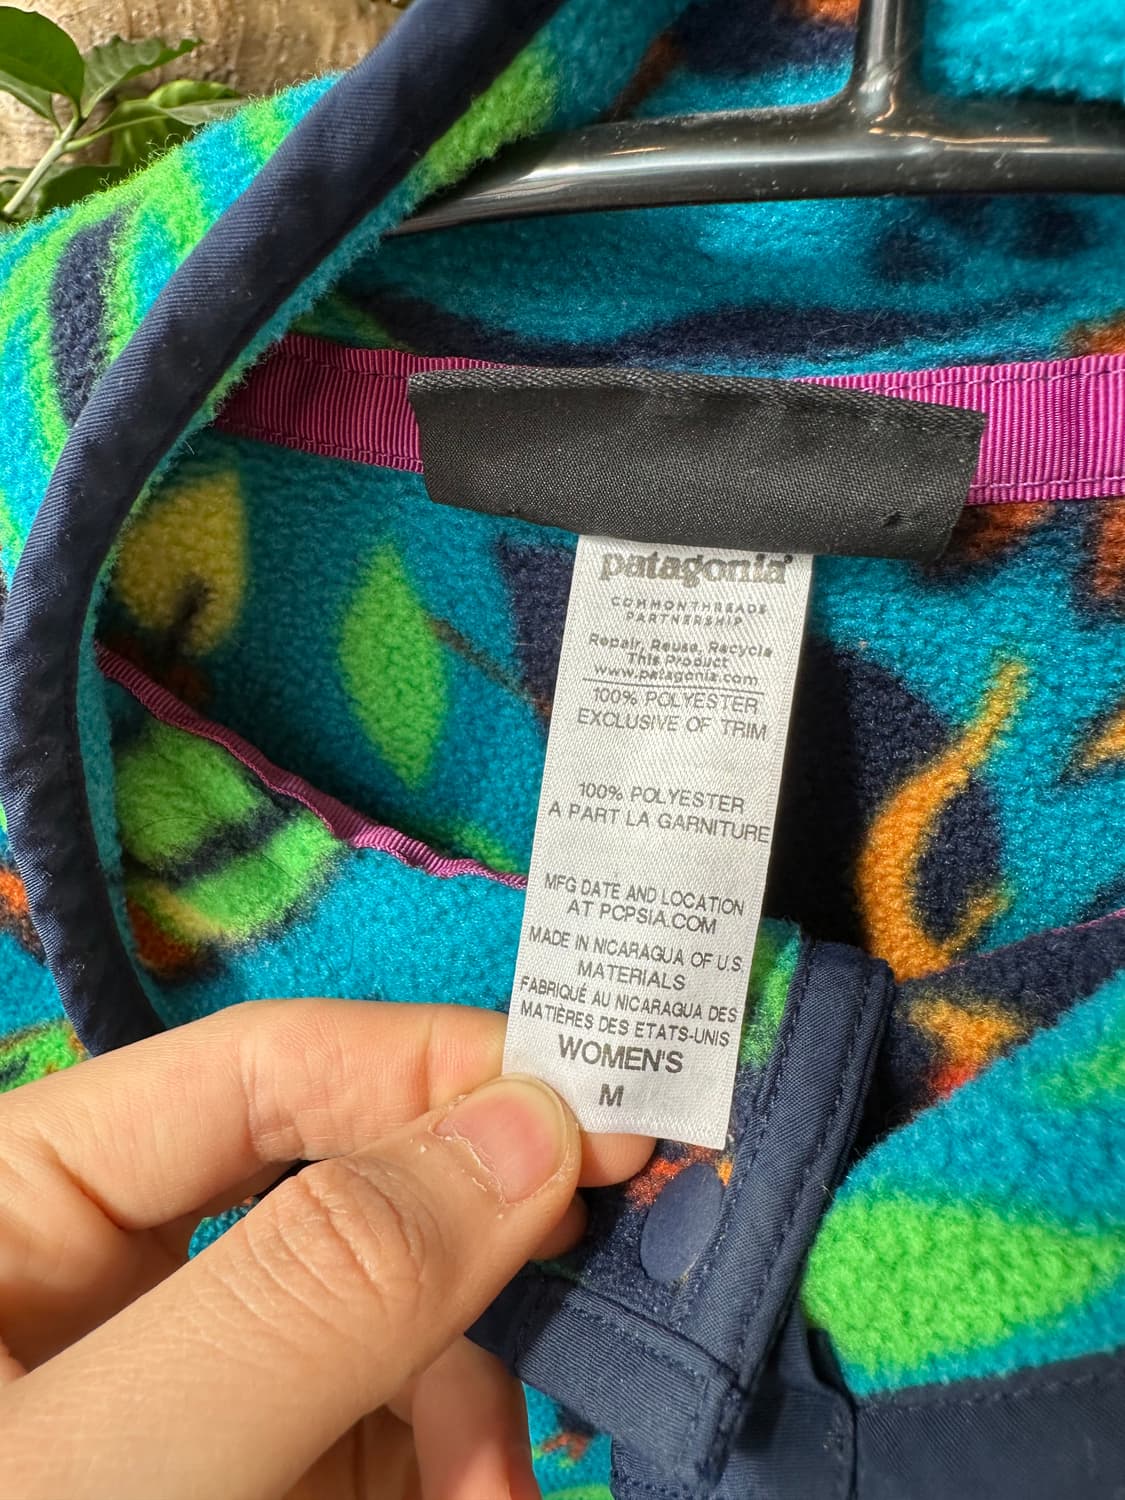 patagonia®
COMMON THREADS
PARTNERSHIP
Repair, Reuse, Recycle
This Product
www.patagonia.com
100% POLYESTER
EXCLUSIVE OF TRIM
100% POLYESTER
A PART LA GARNITURE
MFG DATE AND LOCATION
AT PCPSIA.COM
MADE IN NICARAGUA OF U.S.
MATERIALS
FABRIQUÉ AU NICARAGUA DES
MATIÈRES DES ETATS-UNIS
WOMEN'S
M